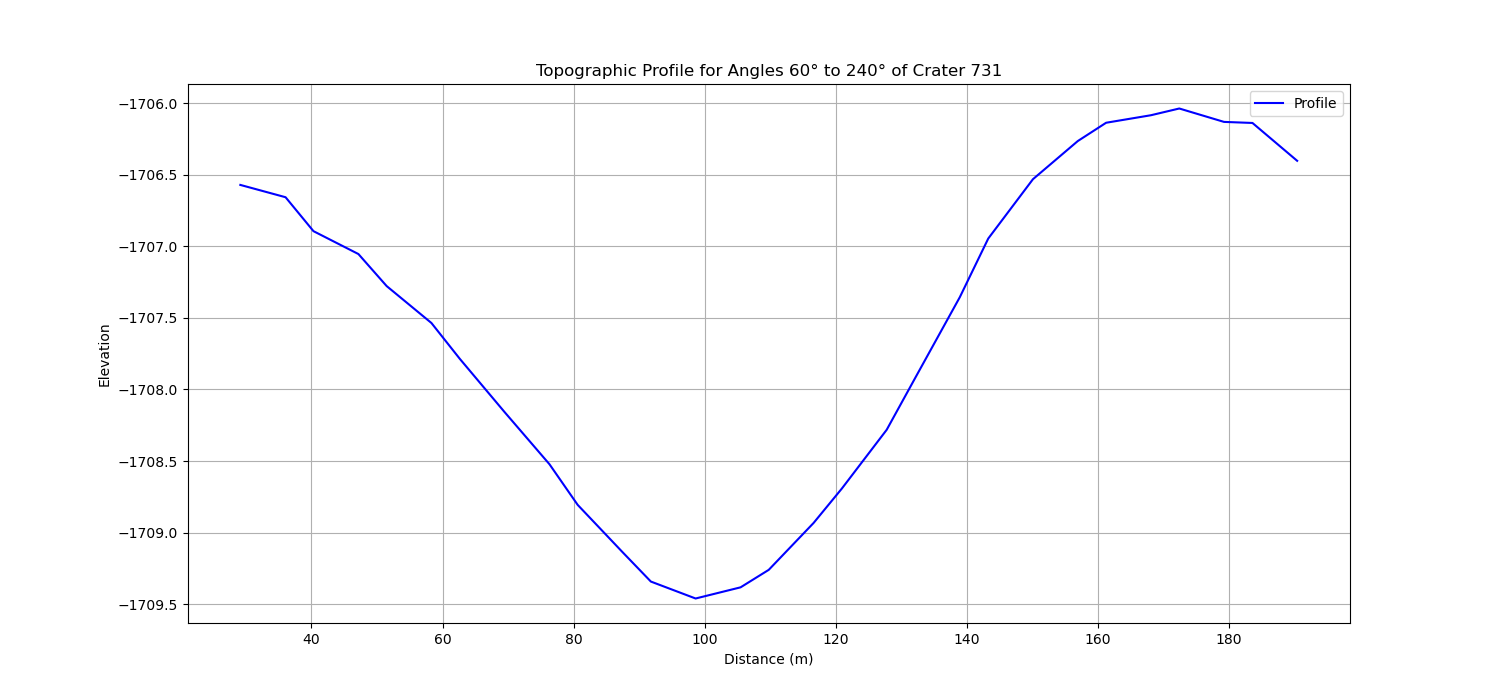 Topographic Profile for Angles 60° to 240° of Crater 731
Profile
−1706.0
−1706.5
−1707.0
−1707.5
−1708.0
−1708.5
−1709.0
−1709.5
Elevation
40 60 80 100 120 140 160 180
Distance (m)